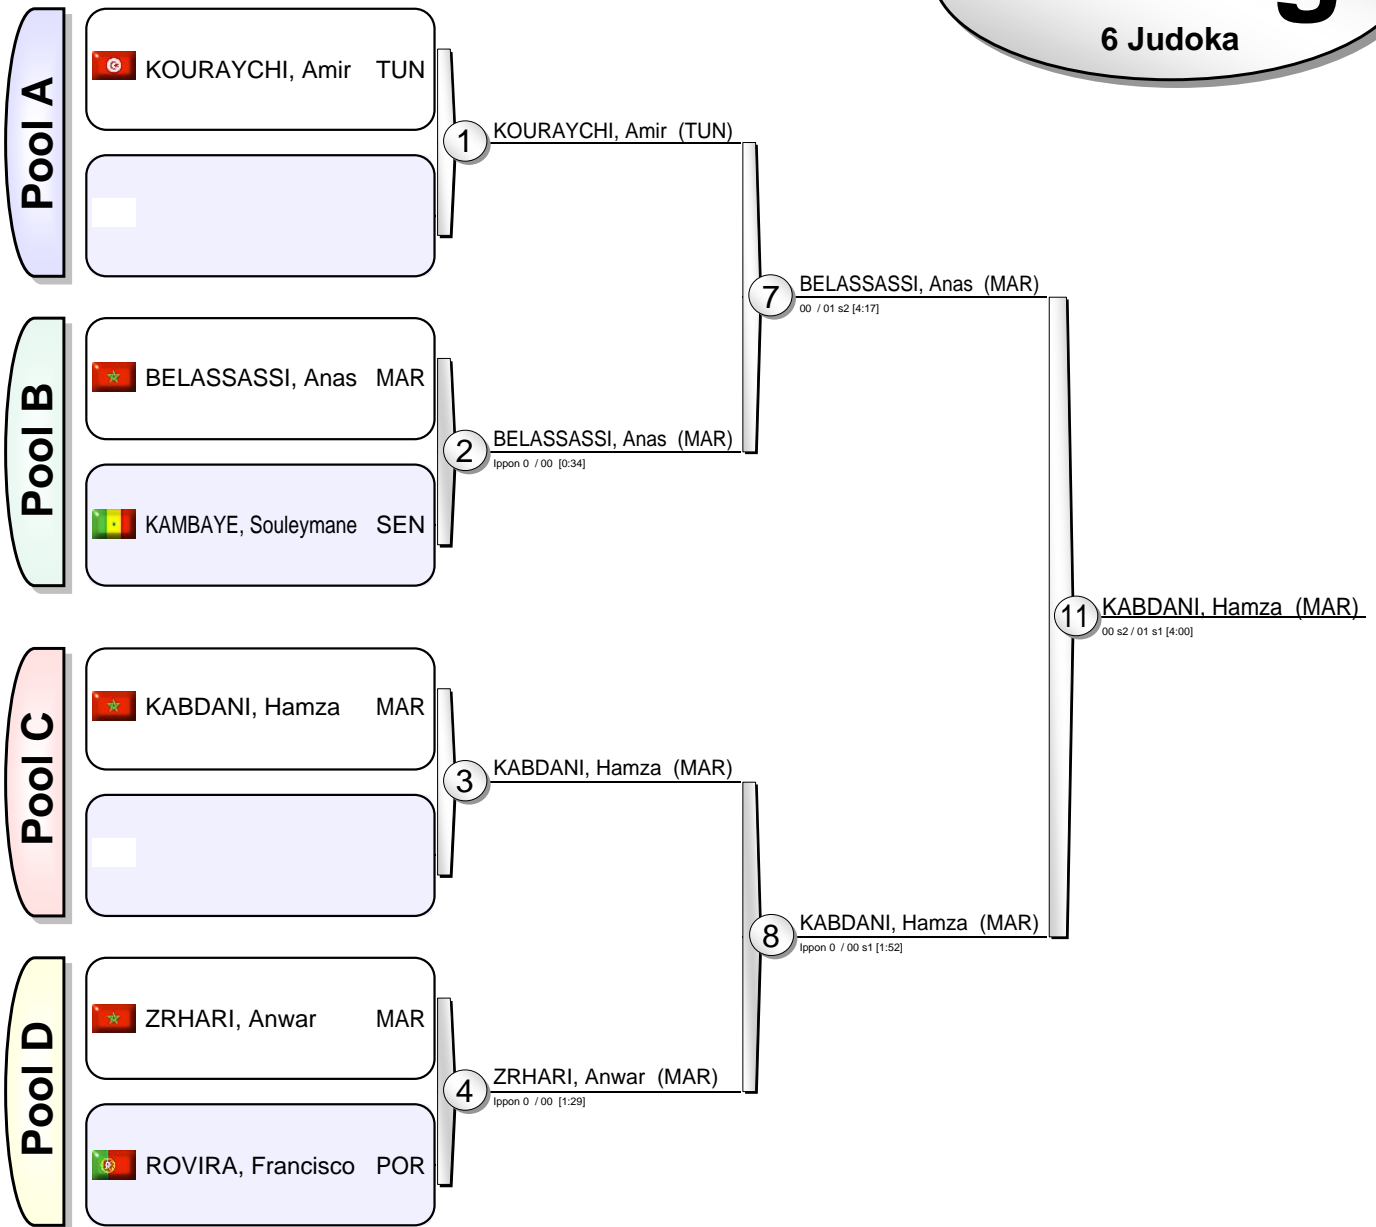 6 Judoka
Pool A
KOURAYCHI, Amir TUN
1 KOURAYCHI, Amir (TUN)
7 BELASSASSI, Anas (MAR)
00 / 01 s2 [4:17]
Pool B
BELASSASSI, Anas MAR
2 BELASSASSI, Anas (MAR)
Ippon 0 / 00 [0:34]
KAMBAYE, Souleymane SEN
11 KABDANI, Hamza (MAR)
00 s2 / 01 s1 [4:00]
Pool C
KABDANI, Hamza MAR
3 KABDANI, Hamza (MAR)
8 KABDANI, Hamza (MAR)
Ippon 0 / 00 s1 [1:52]
Pool D
ZRHARI, Anwar MAR
4 ZRHARI, Anwar (MAR)
Ippon 0 / 00 [1:29]
ROVIRA, Francisco POR